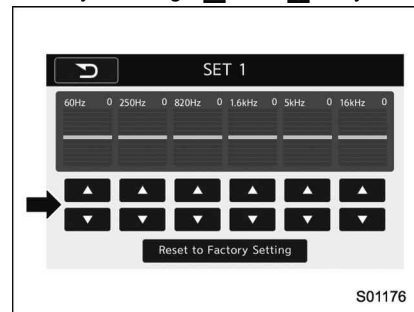 SET 1
60Hz 0 250Hz 0 820Hz 0 1.6kHz 0 5kHz 0 16kHz 0
Reset to Factory Setting
S01176